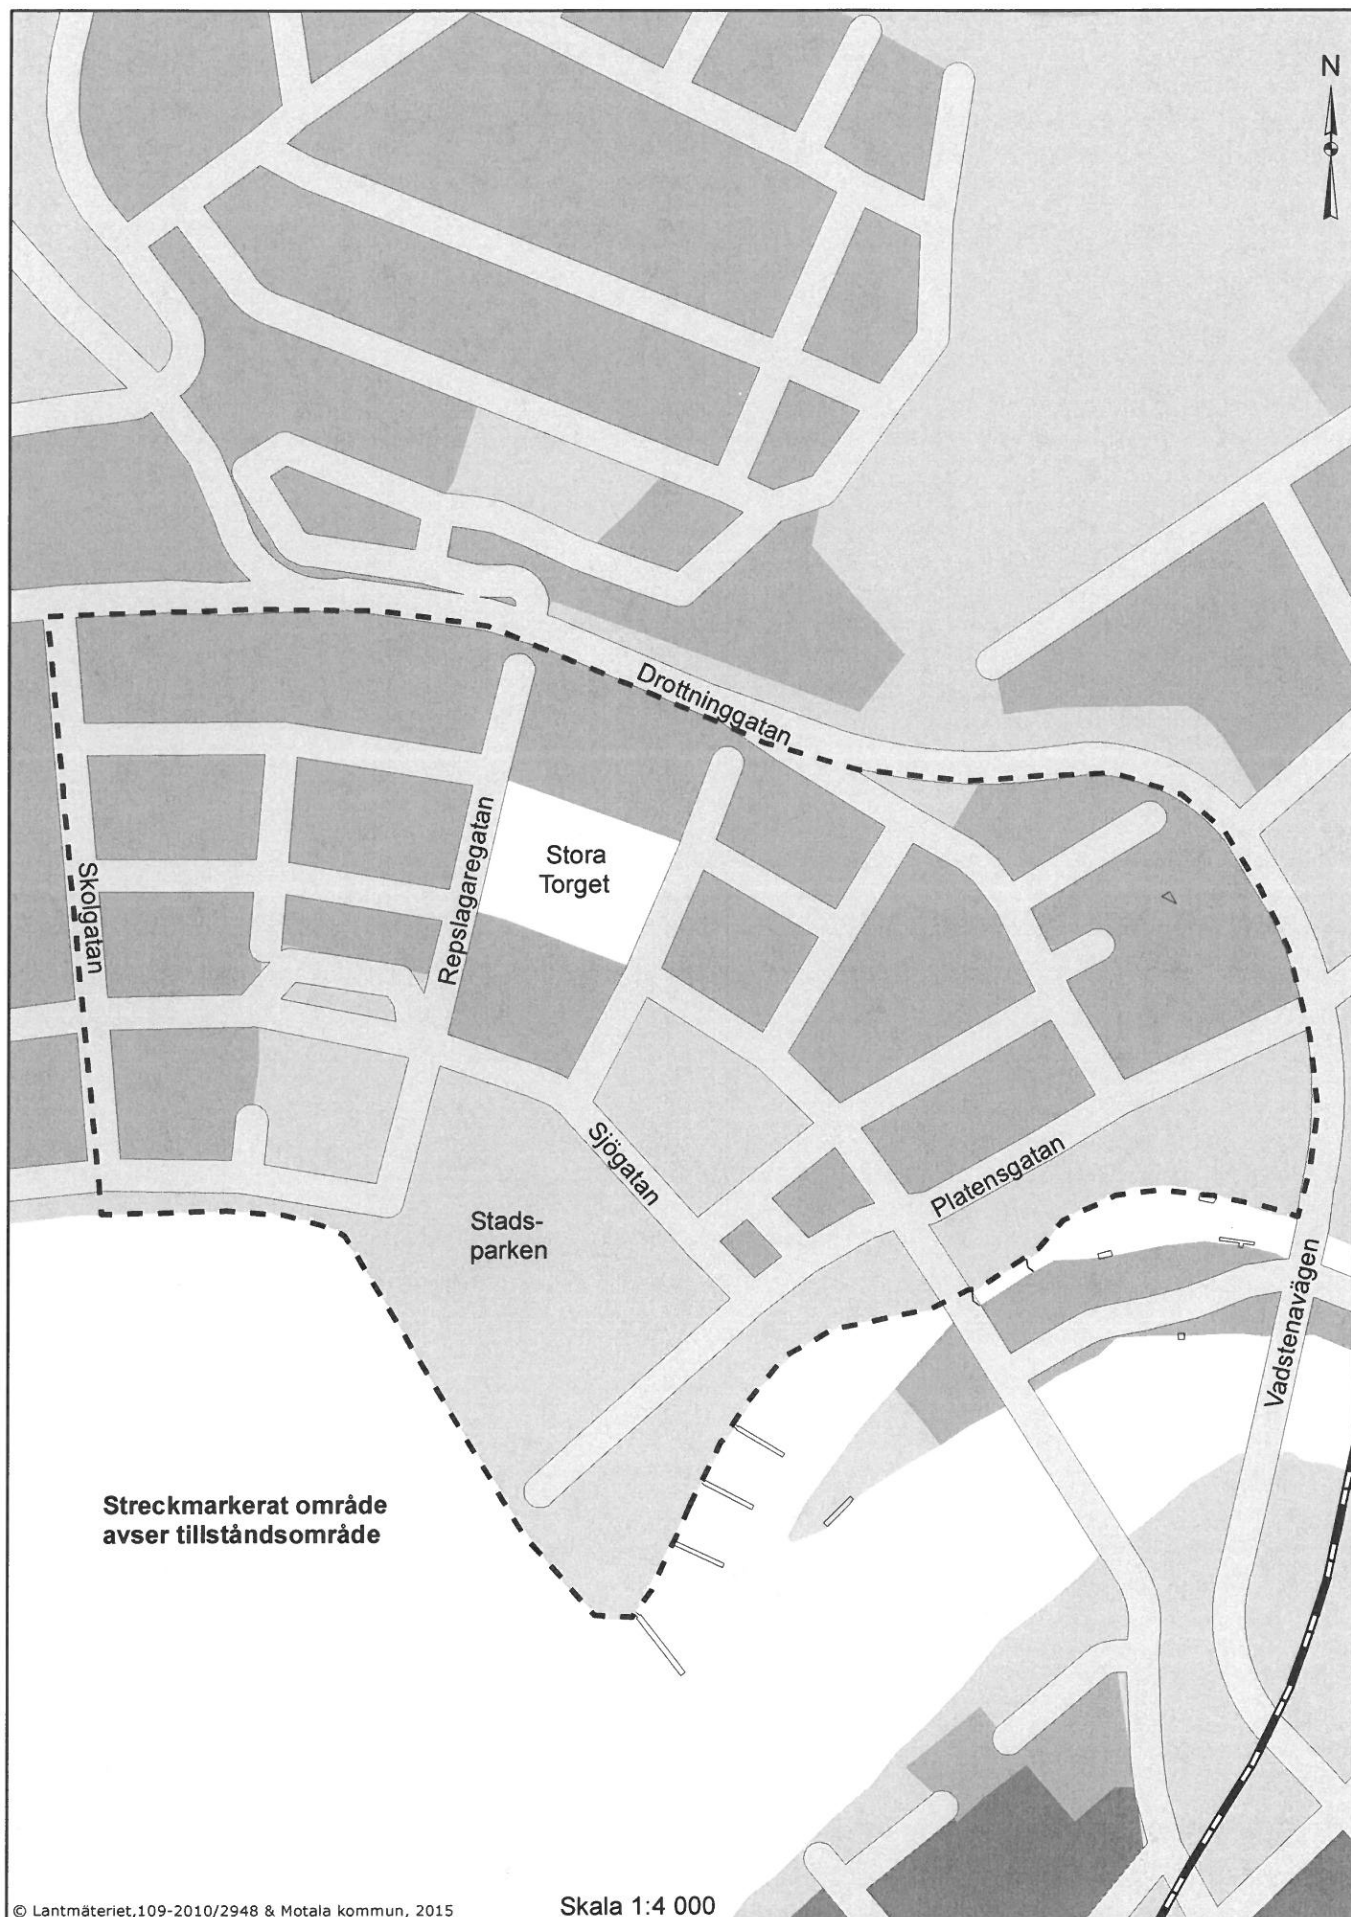 N
Drottninggatan
Stora
Torget
Repslagaregatan
Skolgatan
Sjögatan
Platensgatan
Stads-
parken
Vadstenavägen
Streckmarkerat område
avser tillståndsområde
© Lantmäteriet,109-2010/2948 & Motala kommun, 2015
Skala 1:4 000